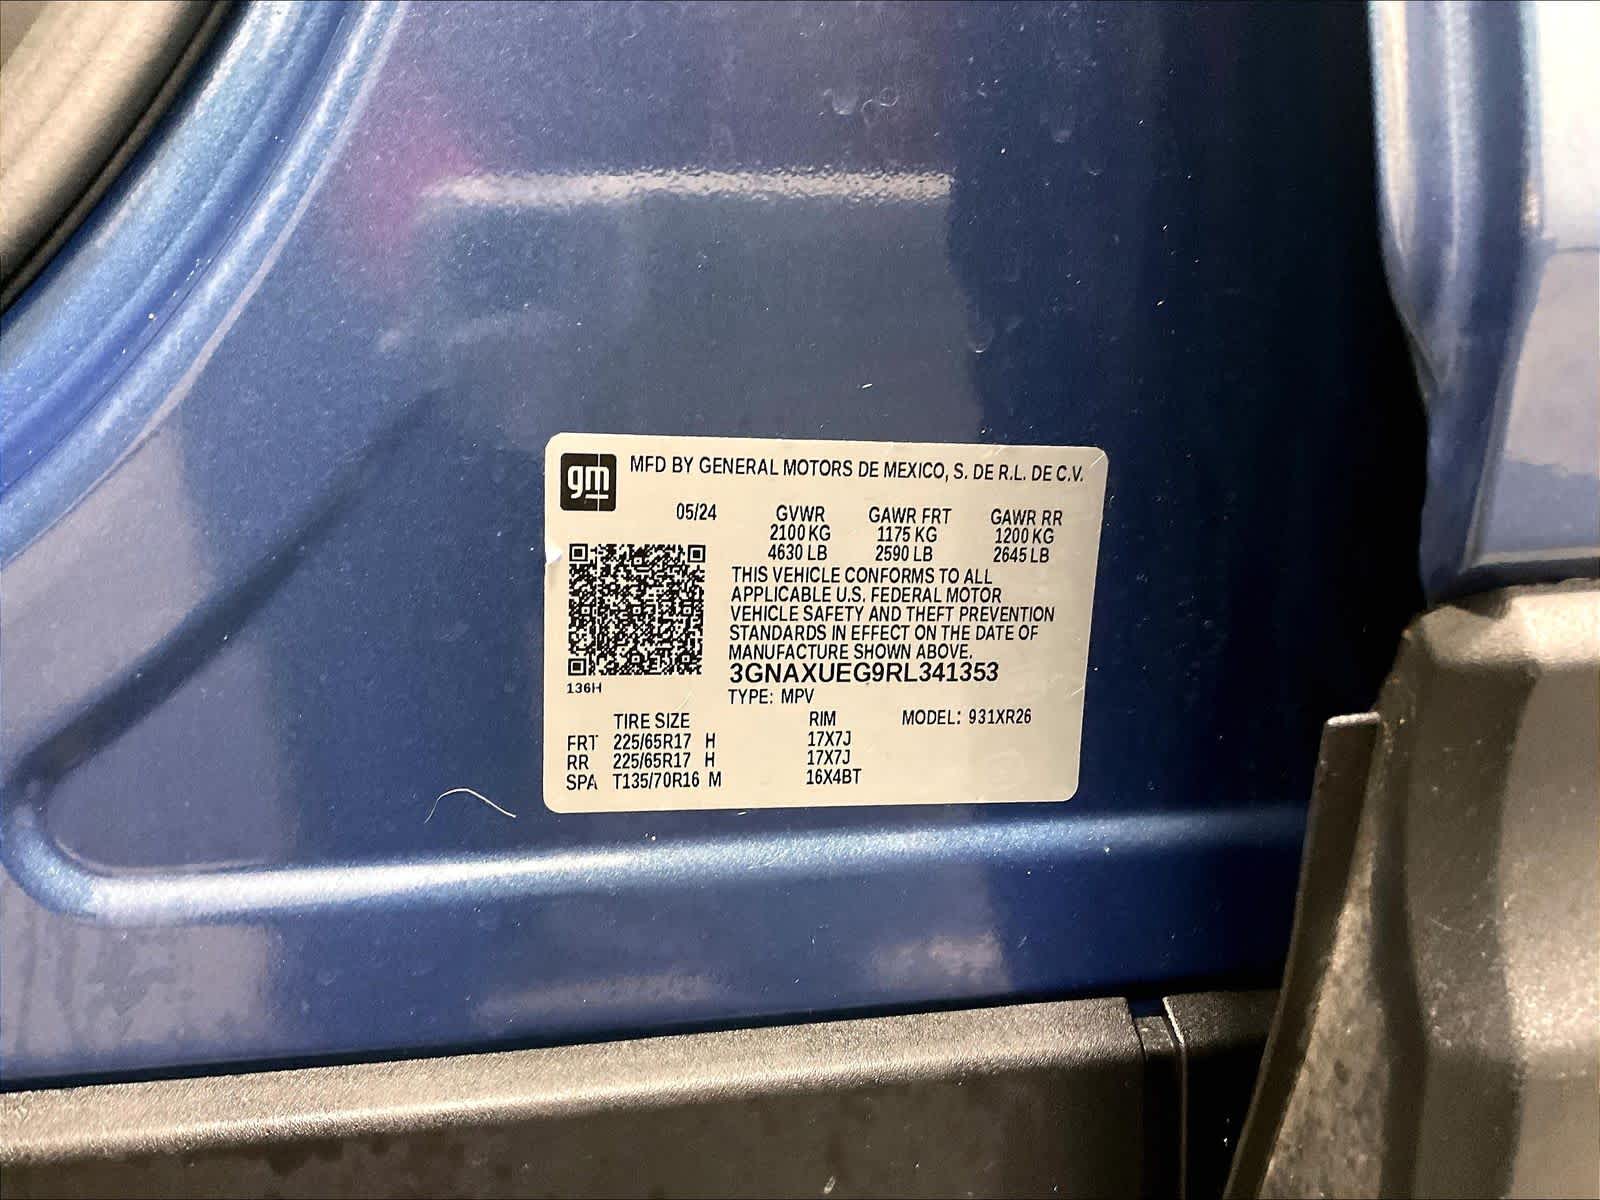 gm MFD BY GENERAL MOTORS DE MEXICO, S. DE R.L. DE C.V.
05/24 GVWR GAWR FRT GAWR RR
2100 KG 1175 KG 1200 KG
4630 LB 2590 LB 2645 LB
THIS VEHICLE CONFORMS TO ALL
APPLICABLE U.S. FEDERAL MOTOR
VEHICLE SAFETY AND THEFT PREVENTION
STANDARDS IN EFFECT ON THE DATE OF
MANUFACTURE SHOWN ABOVE.
3GNAXUEG9RL341353
136H
TYPE: MPV
TIRE SIZE RIM MODEL: 931XR26
FRT 225/65R17 H 17X7J
RR 225/65R17 H 17X7J
SPA T135/70R16 M 16X4BT